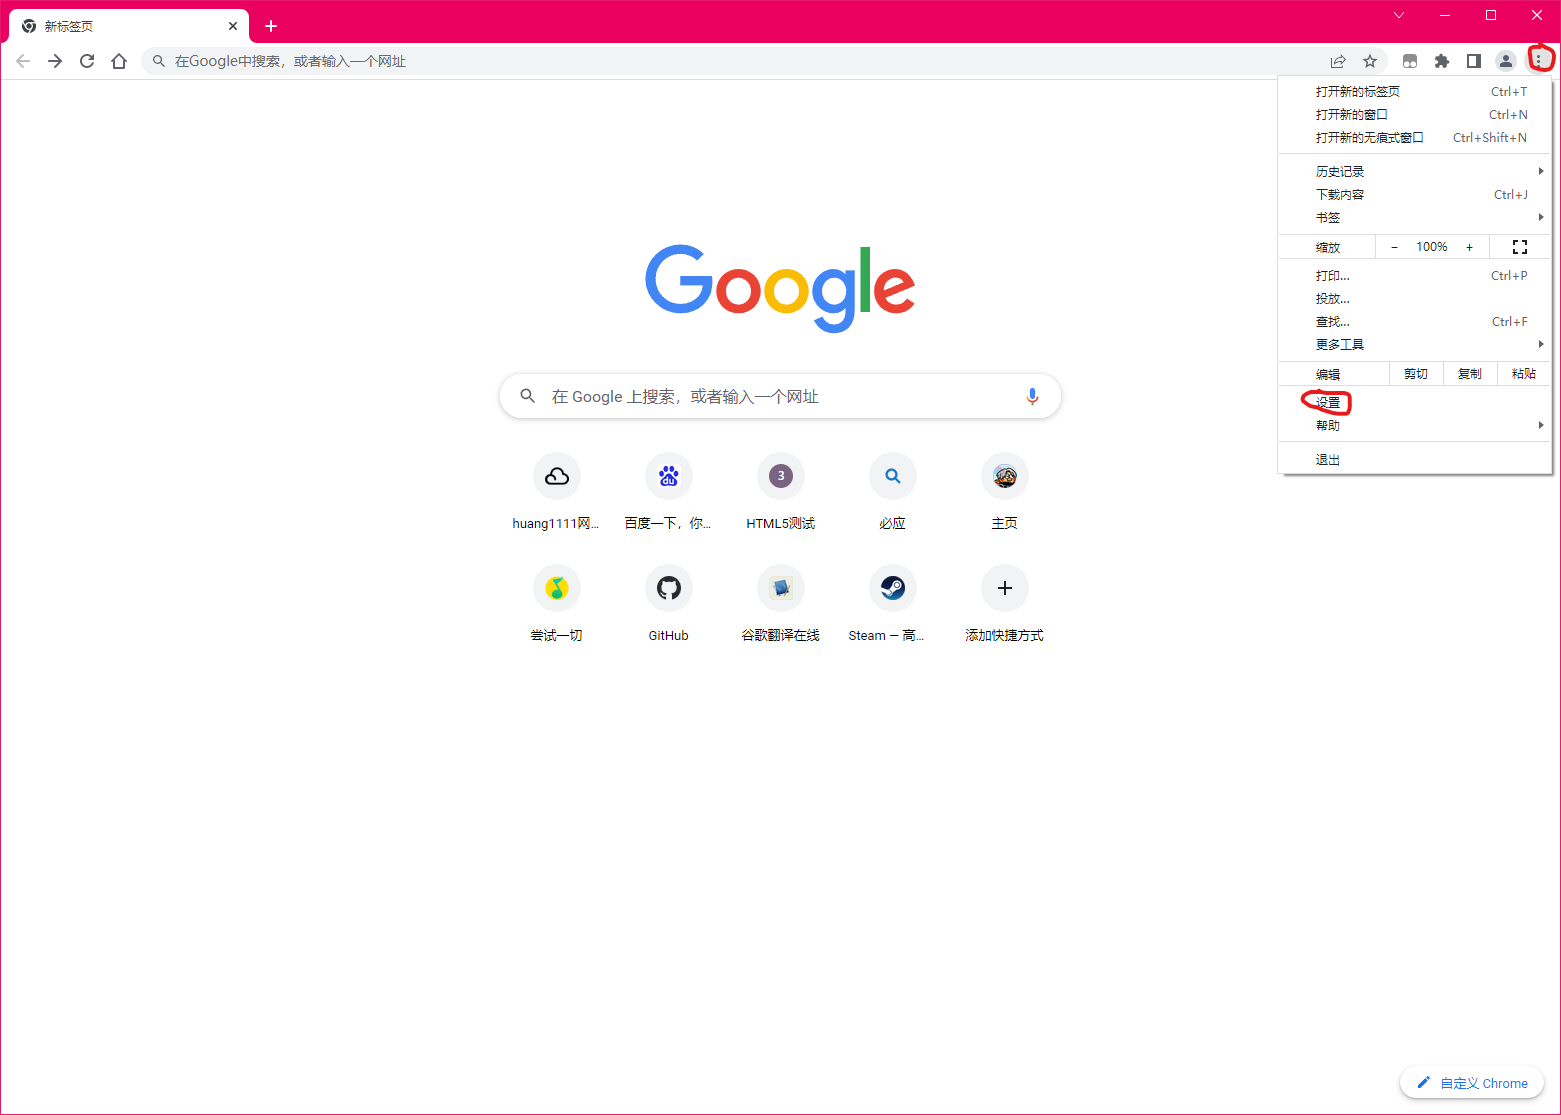 新标签页
在Google中搜索，或者输入一个网址
打开新的标签页 Ctrl+T
打开新的窗口 Ctrl+N
打开新的无痕式窗口 Ctrl+Shift+N
历史记录
下载内容 Ctrl+J
书签
缩放 － 100% +
打印... Ctrl+P
投放...
查找... Ctrl+F
更多工具
编辑 剪切 复制 粘贴
设置
帮助
退出
Google
在 Google 上搜索，或者输入一个网址
du 3
huang1111网... 百度一下，你... HTML5测试 必应 主页
尝试一切 GitHub 谷歌翻译在线 Steam — 高... 添加快捷方式
自定义 Chrome